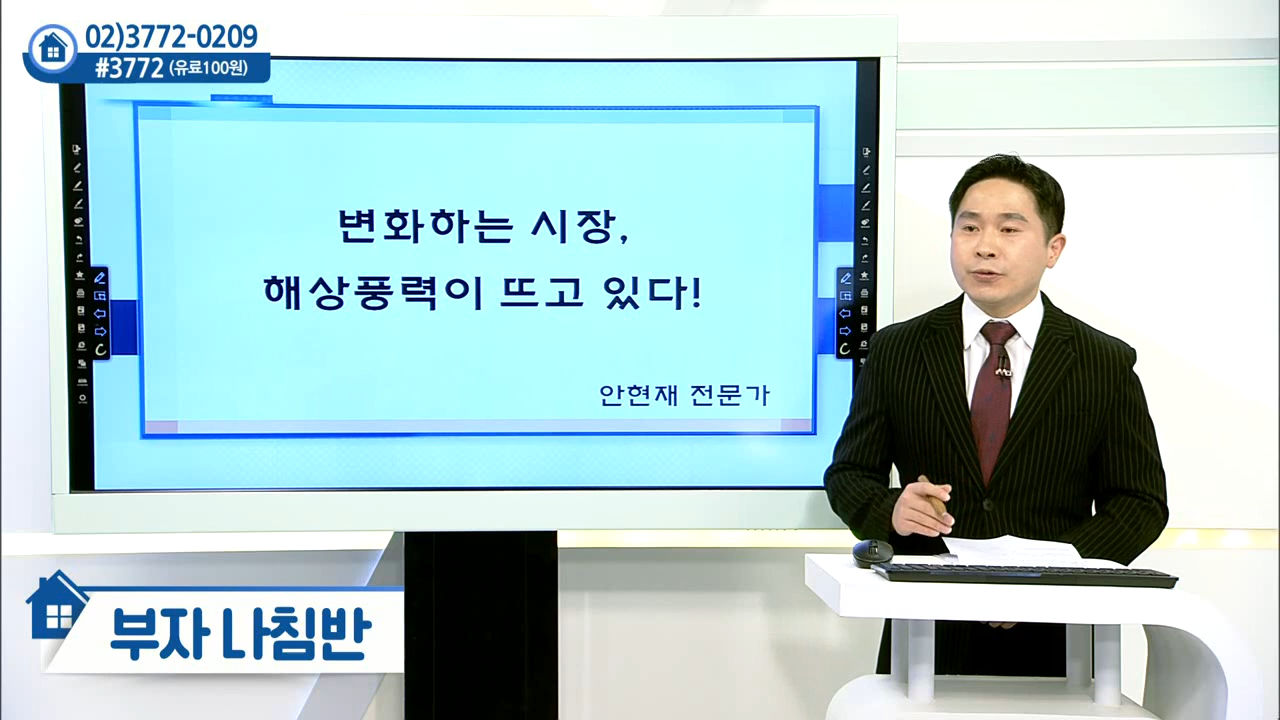 02)3772-0209
#3772 (유료100원)
변화하는 시장,
해상풍력이 뜨고 있다!
안현재 전문가
부자 나침반